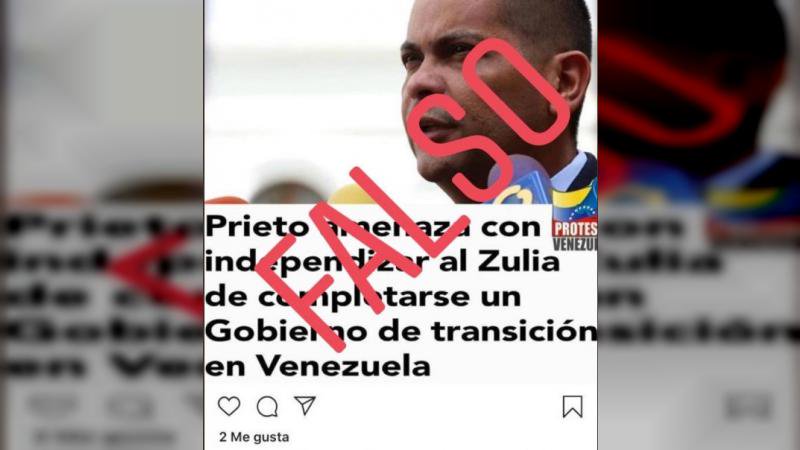 FALSO
PROTES
VENEZUEL
Prieto amenaza con
independizar al Zulia
de completarse un
Gobierno de transición
en Venezuela
2 Me gusta